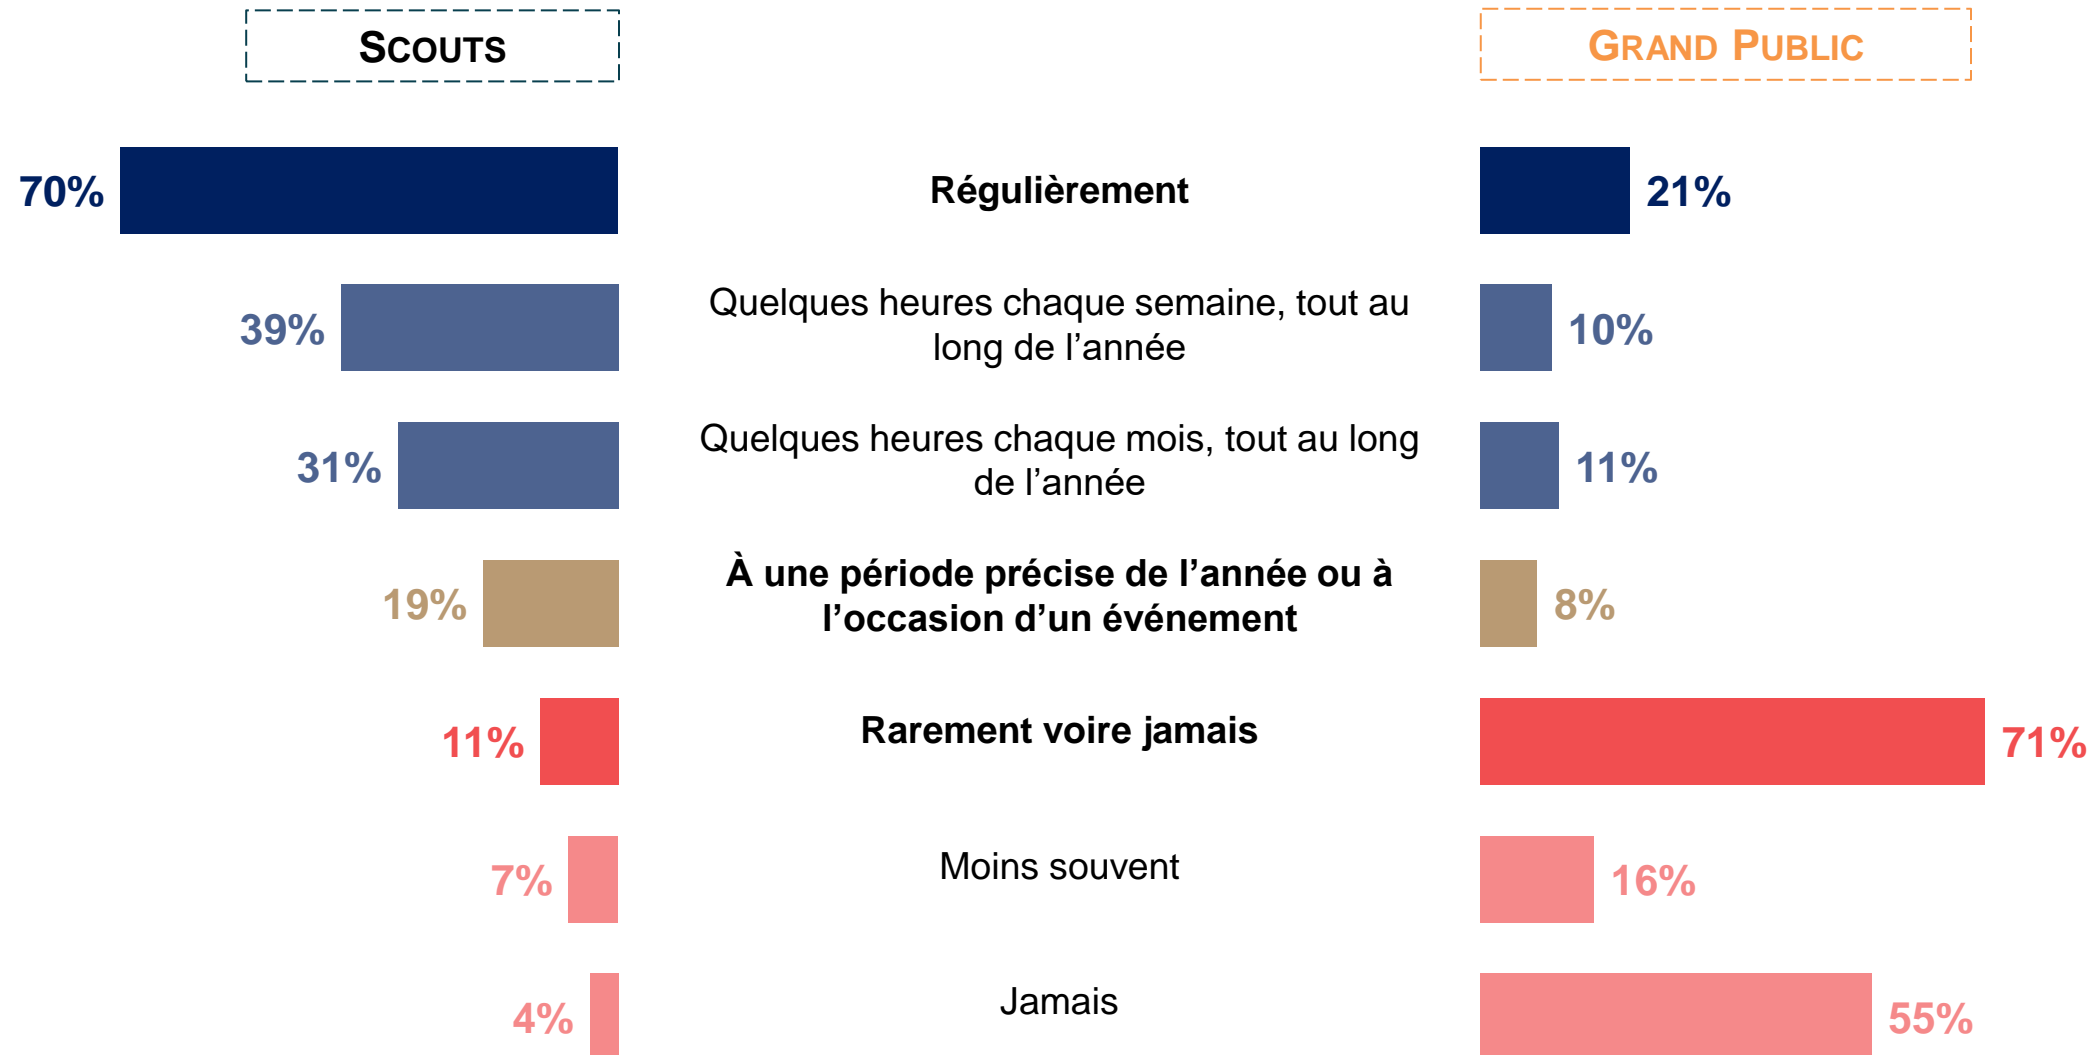 SCOUTS
GRAND PUBLIC
70%
Régulièrement
21%
39%
Quelques heures chaque semaine, tout au
long de l’année
10%
31%
Quelques heures chaque mois, tout au long
de l’année
11%
19%
À une période précise de l’année ou à
l’occasion d’un événement
8%
11%
Rarement voire jamais
71%
7%
Moins souvent
16%
4%
Jamais
55%